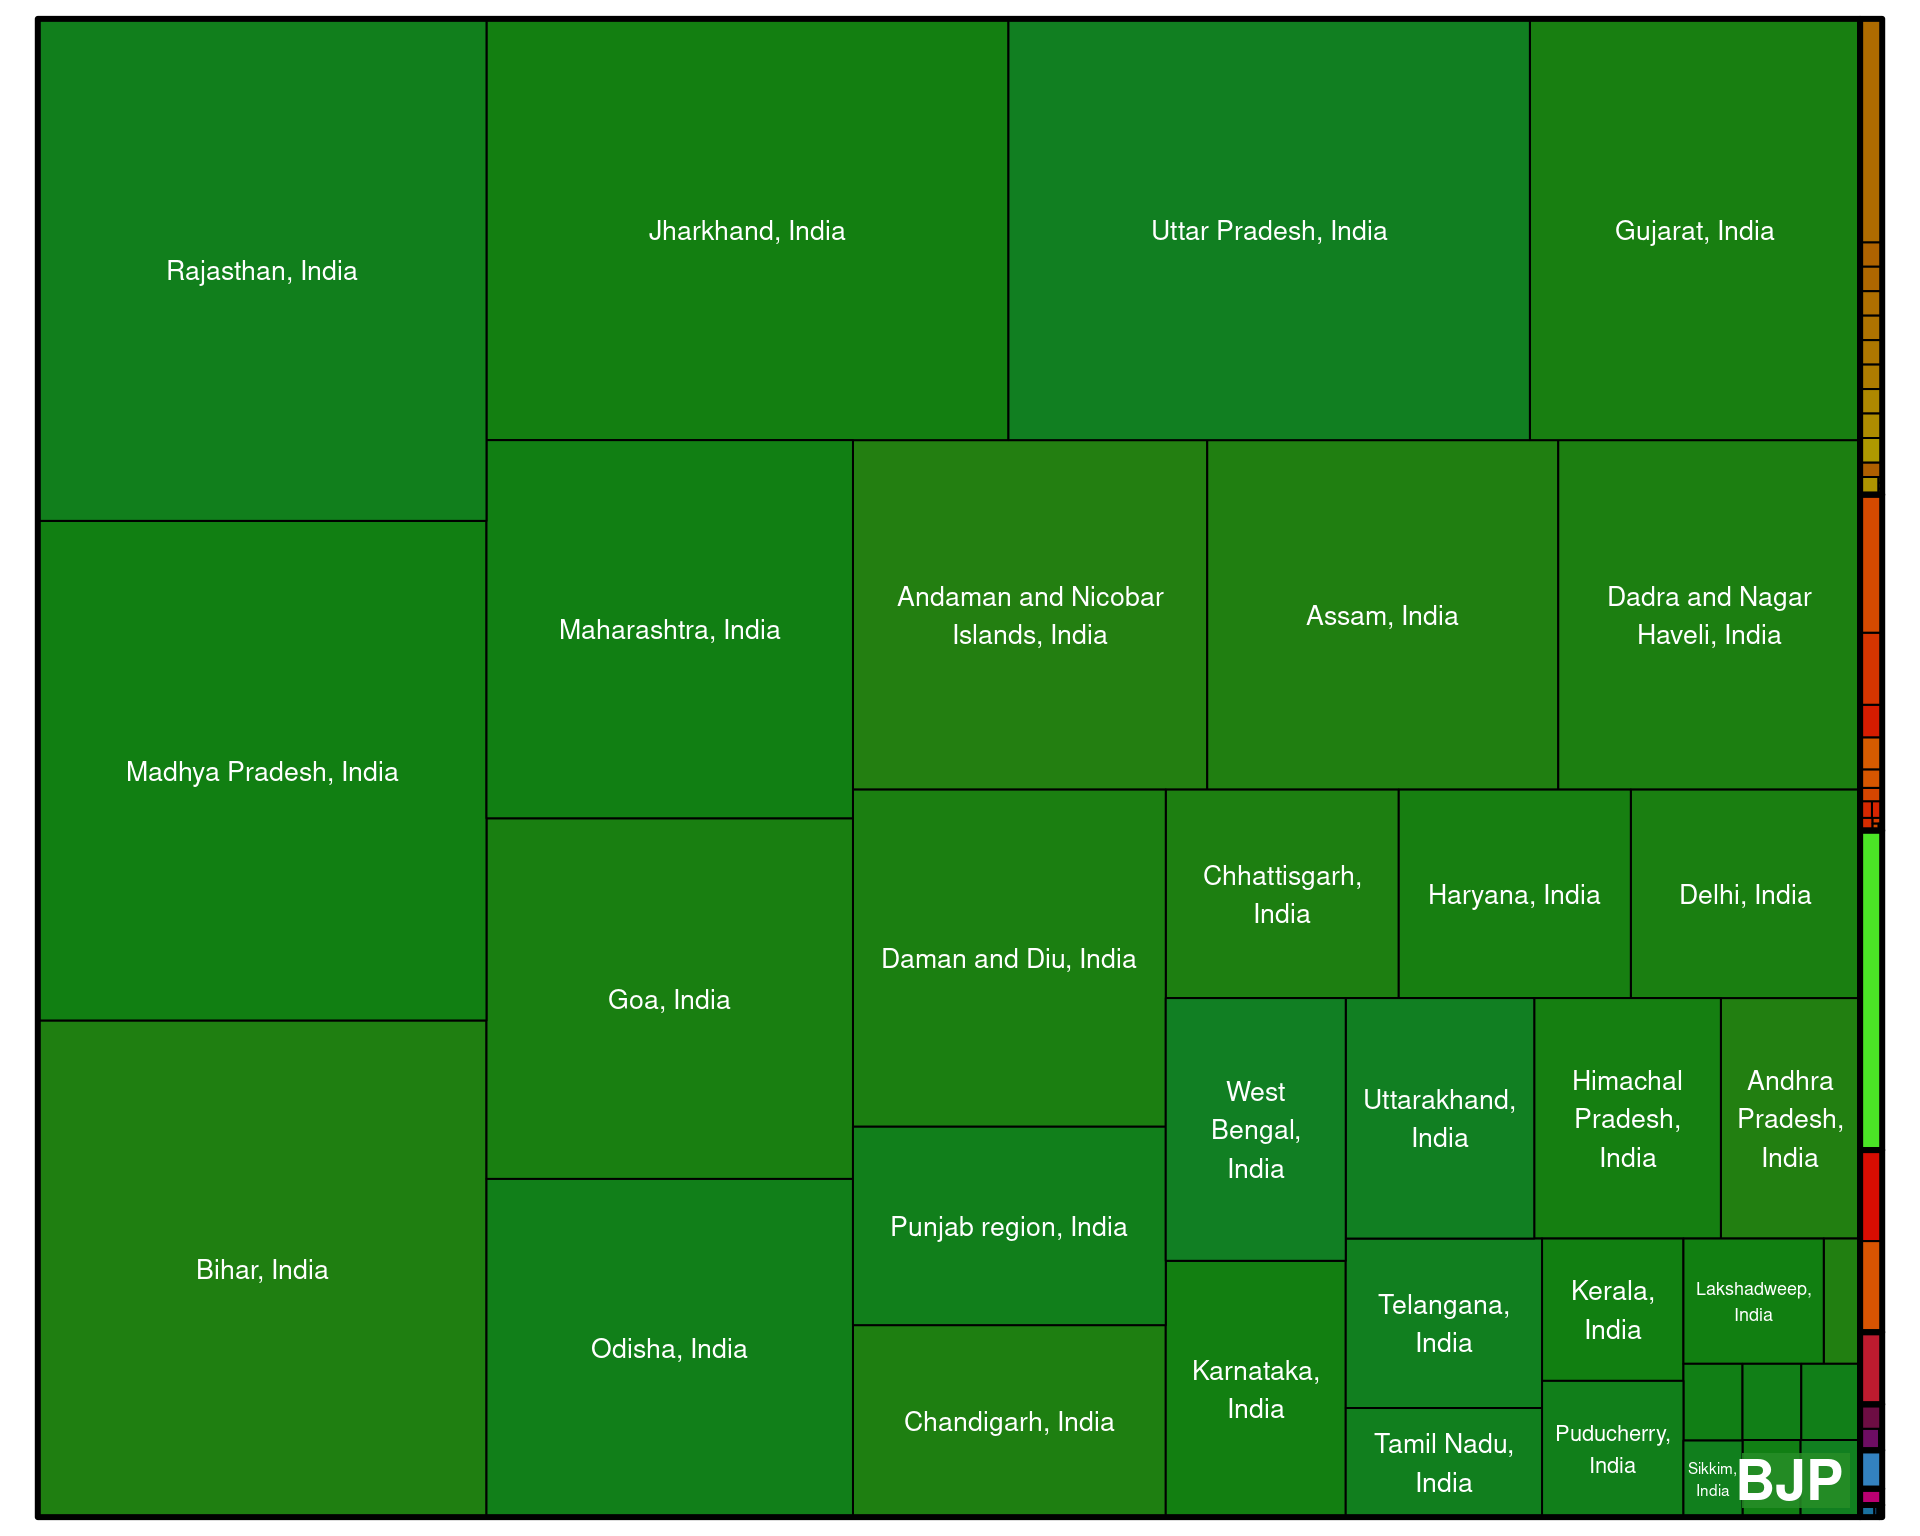 Rajasthan, India
Jharkhand, India
Uttar Pradesh, India
Gujarat, India
Madhya Pradesh, India
Maharashtra, India
Andaman and Nicobar
Islands, India
Assam, India
Dadra and Nagar
Haveli, India
Bihar, India
Goa, India
Odisha, India
Daman and Diu, India
Punjab region, India
Chandigarh, India
Chhattisgarh,
India
Haryana, India
Delhi, India
West
Bengal,
India
Karnataka,
India
Uttarakhand,
India
Himachal
Pradesh,
India
Andhra
Pradesh,
India
Telangana,
India
Tamil Nadu,
India
Kerala,
India
Puducherry,
India
Lakshadweep,
India
Sikkim,
India
BJP